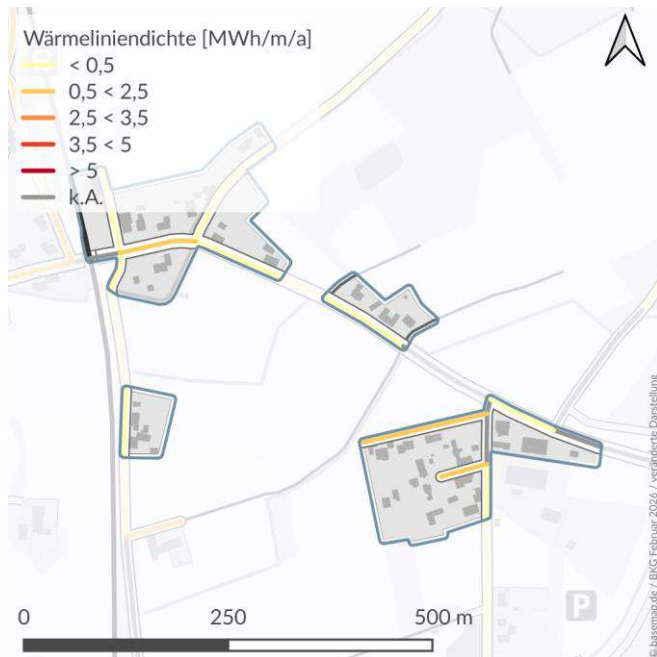 Wärmeliniendichte [MWh/m/a]
< 0,5
0,5 < 2,5
2,5 < 3,5
3,5 < 5
> 5
k.A.
P
0 250 500 m
© basemap.de / BKG Februar 2026 / veränderte Darstellung